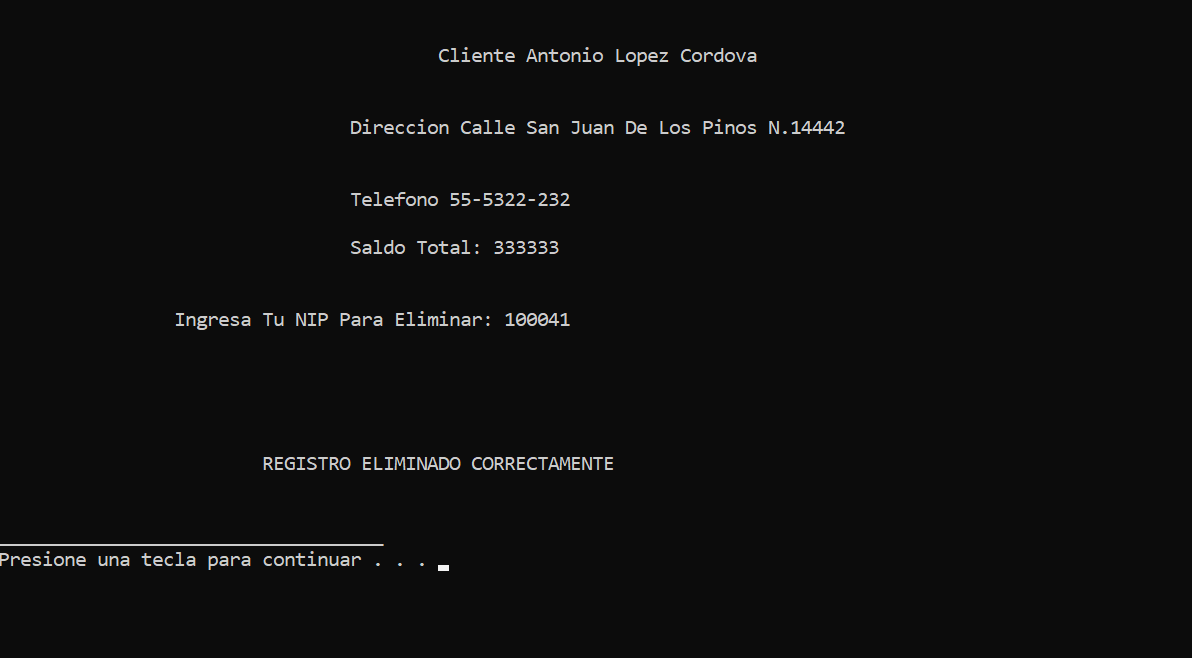 Cliente Antonio Lopez Cordova
Direccion Calle San Juan De Los Pinos N.14442
Telefono 55-5322-232
Saldo Total: 333333
Ingresa Tu NIP Para Eliminar: 100041
REGISTRO ELIMINADO CORRECTAMENTE
___________________________________
Presione una tecla para continuar . . .